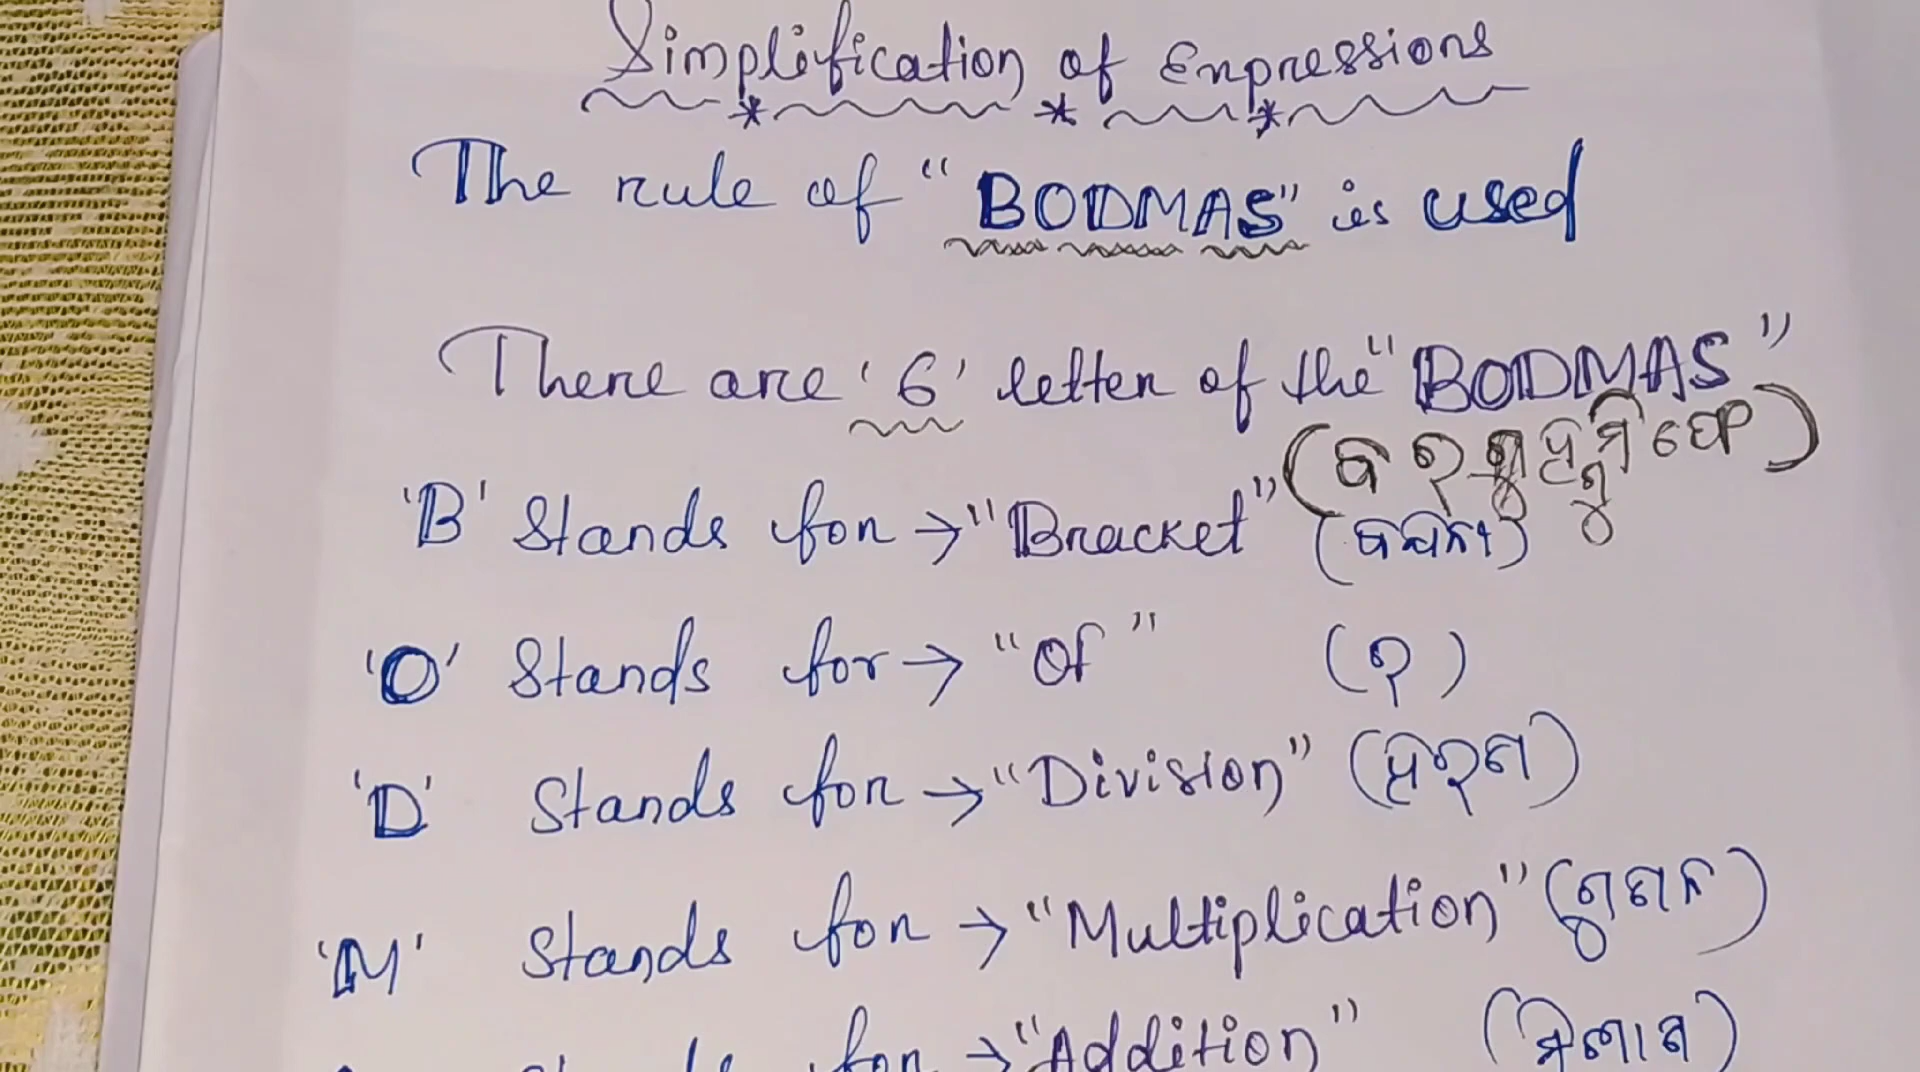 Simplification of Expressions
The rule of "BODMAS" is used
There are '6' letter of the "BODMAS"
'B' Stands for → "Bracket" (ବନ୍ଧନୀ)
'O' Stands for → "Of" (ର)
'D' Stands for → "Division" (ହରଣ)
'M' Stands for → "Multiplication" (ଗୁଣନ)
for → "Addition" (ମିଶାଣ)